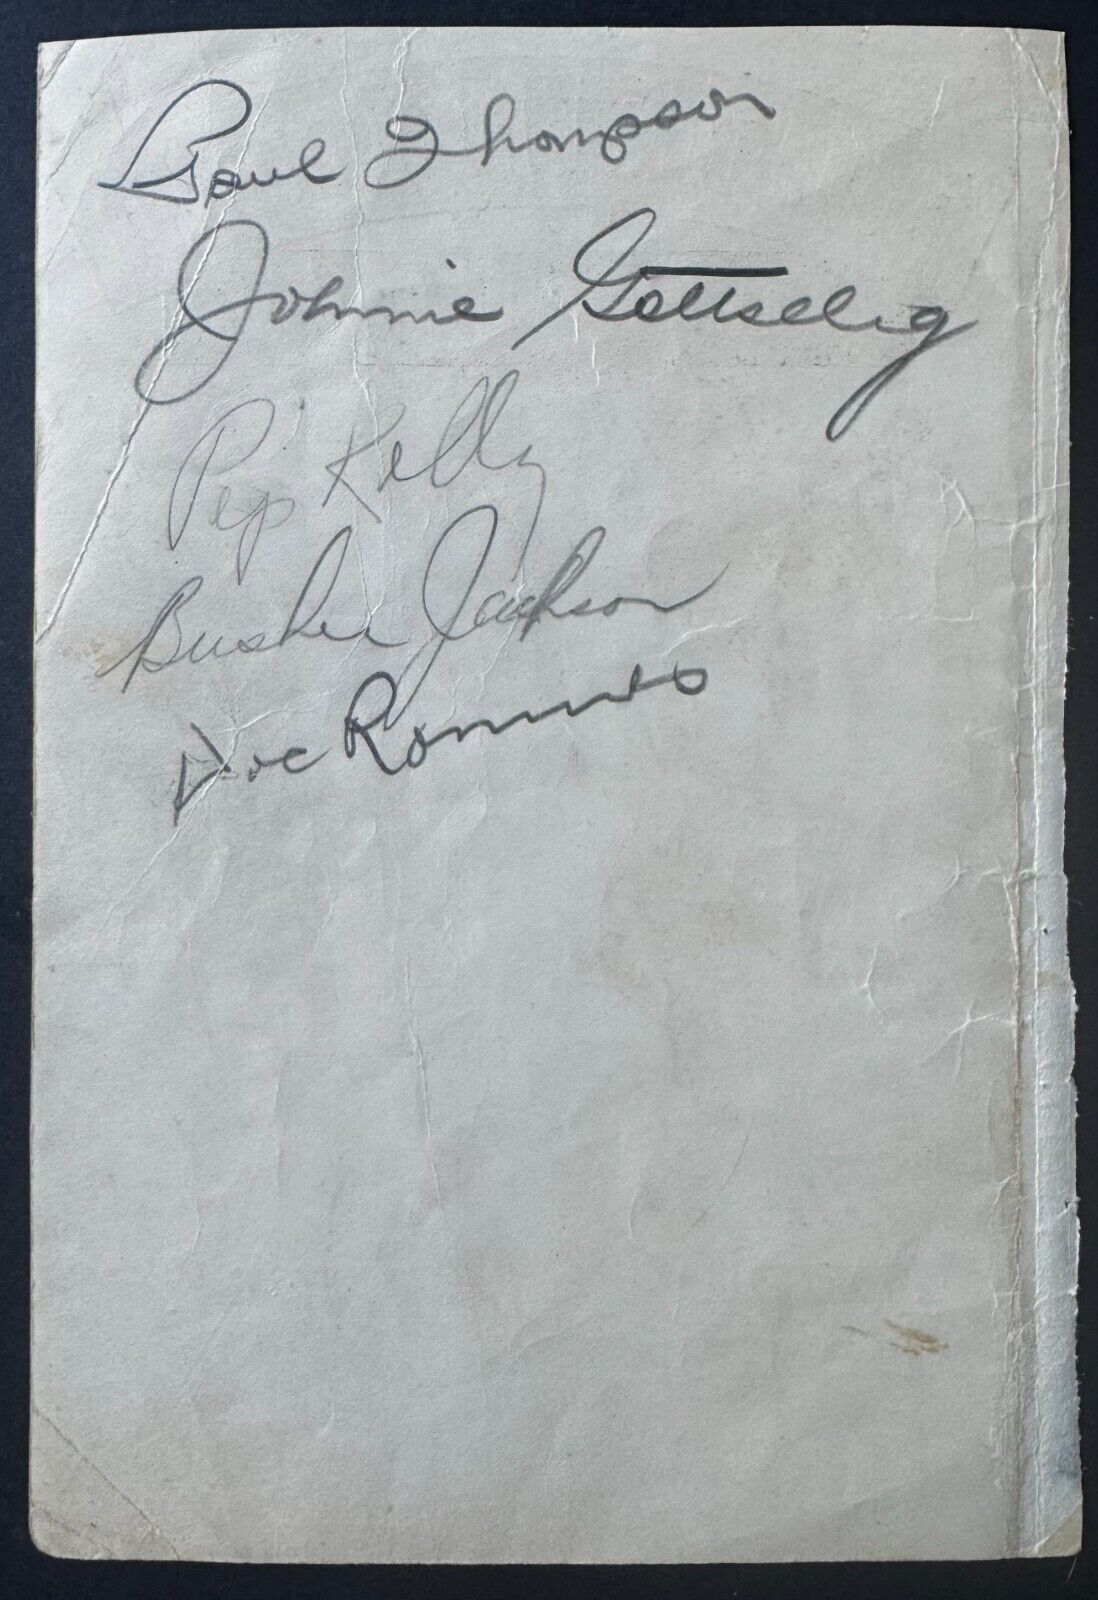 Paul Thompson
Johnnie Gottselig
Pep Kelly
Busher Jackson
Doc Romnes